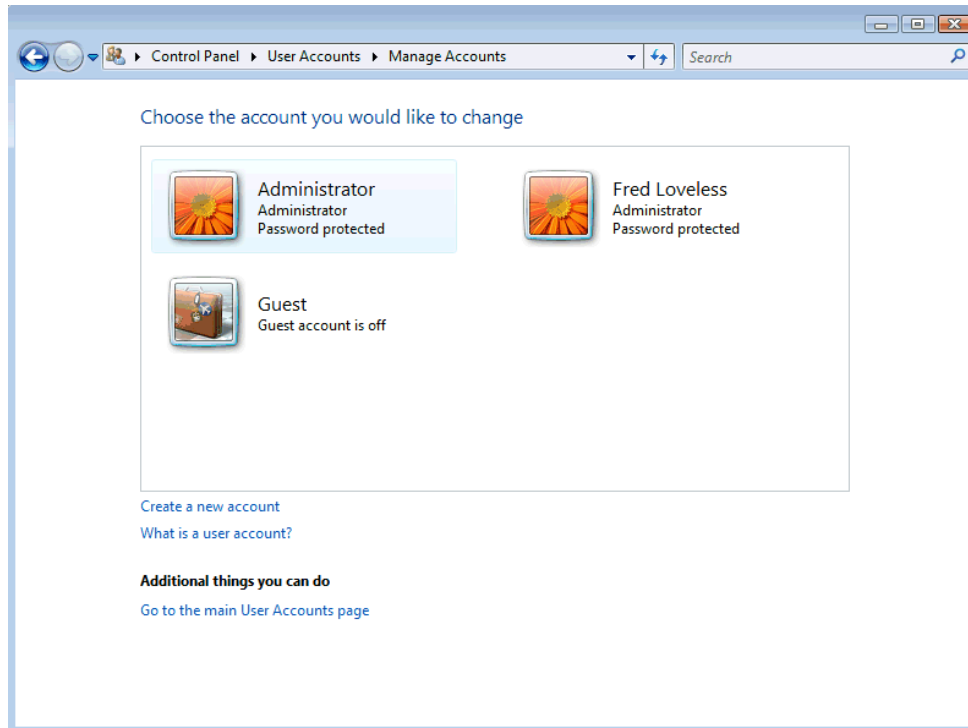 Control Panel User Accounts Manage Accounts Search
Choose the account you would like to change
Administrator
Administrator
Password protected
Fred Loveless
Administrator
Password protected
Guest
Guest account is off
Create a new account
What is a user account?
Additional things you can do
Go to the main User Accounts page